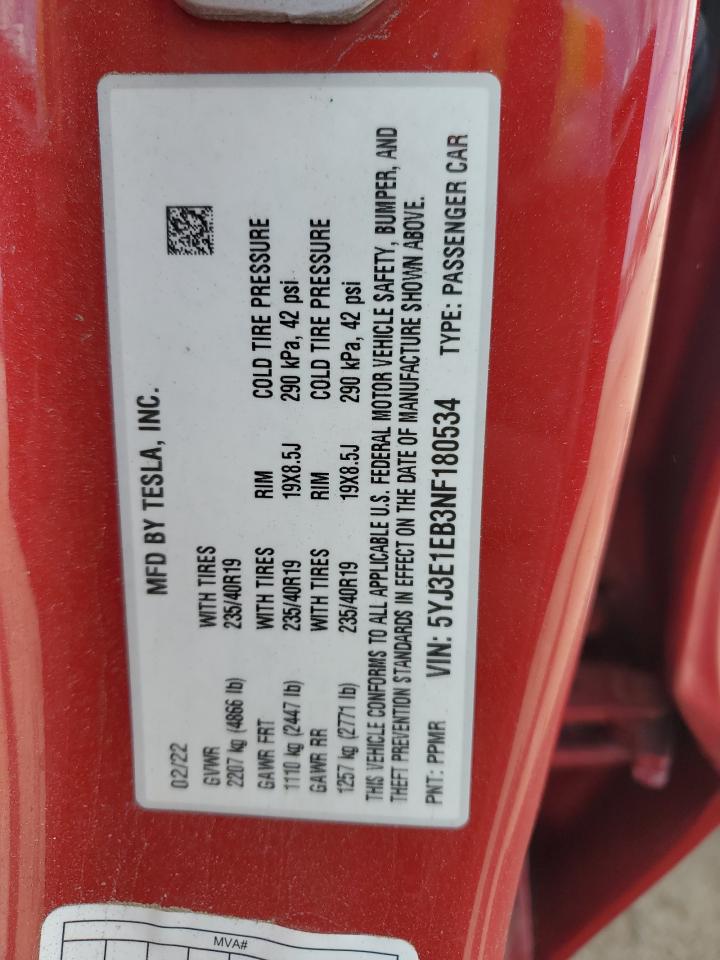 MFD BY TESLA, INC.
02/22
GVWR WITH TIRES
2207 kg (4866 lb) 235/40R19
GAWR FRT WITH TIRES RIM COLD TIRE PRESSURE
1110 kg (2447 lb) 235/40R19 19X8.5J 290 kPa, 42 psi
GAWR RR WITH TIRES RIM COLD TIRE PRESSURE
1257 kg (2771 lb) 235/40R19 19X8.5J 290 kPa, 42 psi
THIS VEHICLE CONFORMS TO ALL APPLICABLE U.S. FEDERAL MOTOR VEHICLE SAFETY, BUMPER, AND
THEFT PREVENTION STANDARDS IN EFFECT ON THE DATE OF MANUFACTURE SHOWN ABOVE.
PNT: PPMR VIN: 5YJ3E1EB3NF180534 TYPE: PASSENGER CAR
MVA#